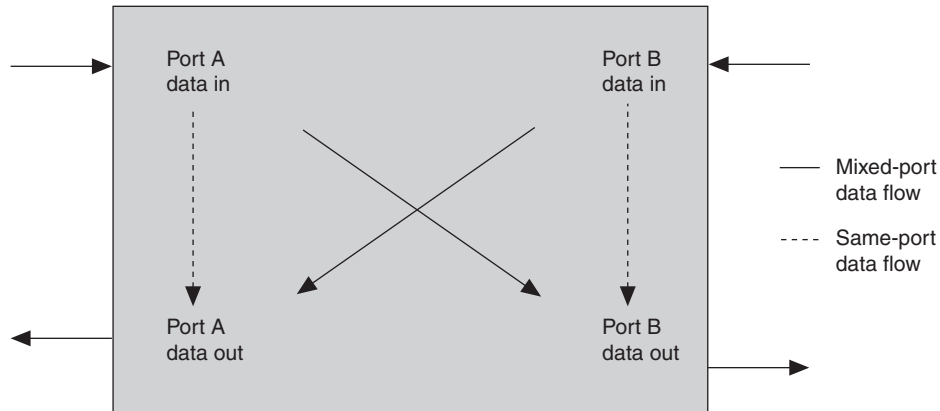 Port A
data in
Port B
data in
Mixed-port
data flow
Same-port
data flow
Port A
data out
Port B
data out